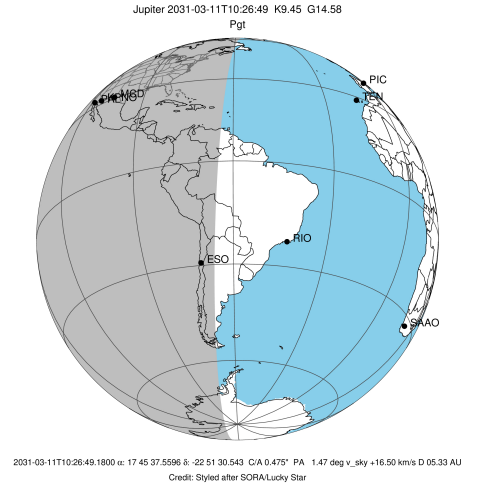 Jupiter 2031-03-11T10:26:49 K9.45 G14.58
Pgt
PIC
TEN
MCD
RIO
ESO
SAAO
2031-03-11T10:26:49.1800 α: 17 45 37.5596 δ: -22 51 30.543 C/A 0.475" PA 1.47 deg v_sky +16.50 km/s D 05.33 AU
Credit: Styled after SORA/Lucky Star